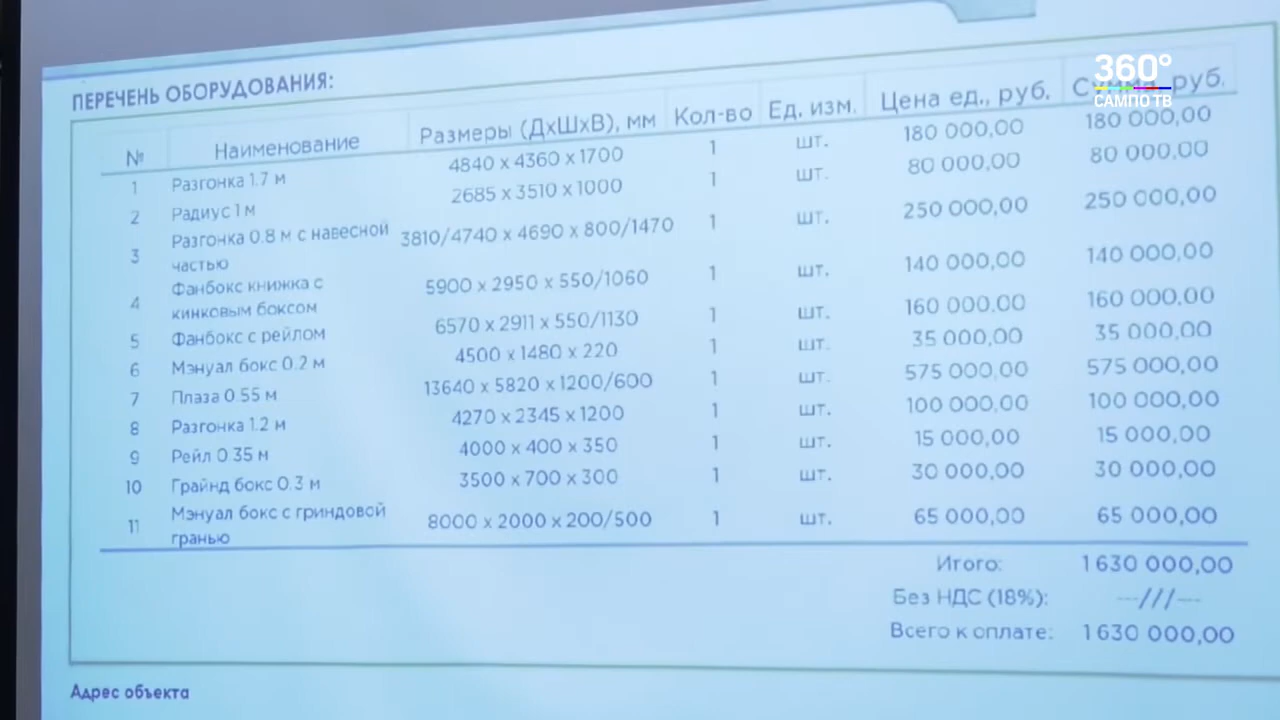 360°
САМПО ТВ
ПЕРЕЧЕНЬ ОБОРУДОВАНИЯ:
№ Наименование Размеры (ДхШхВ), мм Кол-во Ед. изм. Цена ед., руб. Сумма, руб.
1 Разгонка 1.7 м 4840 x 4360 x 1700 1 шт. 180 000,00 180 000,00
2 Радиус 1 м 2685 x 3510 x 1000 1 шт. 80 000,00 80 000,00
3 Разгонка 0.8 м с навесной 3810/4740 x 4690 x 800/1470 1 шт. 250 000,00 250 000,00
частью
4 Фанбокс книжка с 5900 x 2950 x 550/1060 1 шт. 140 000,00 140 000,00
кинковым боксом
5 Фанбокс с рейлом 6570 x 2911 x 550/1130 1 шт. 160 000.00 160 000,00
6 Мэнуал бокс 0.2 м 4500 x 1480 x 220 1 шт. 35 000,00 35 000,00
7 Плаза 0.55 м 13640 x 5820 x 1200/600 1 шт. 575 000,00 575 000,00
8 Разгонка 1.2 м 4270 x 2345 x 1200 1 шт. 100 000,00 100 000,00
9 Рейл 0 35 м 4000 x 400 x 350 1 шт. 15 000,00 15 000,00
10 Грайнд бокс 0.3 м 3500 x 700 x 300 1 шт. 30 000,00 30 000,00
11 Мэнуал бокс с гриндовой 8000 x 2000 x 200/500 1 шт. 65 000,00 65 000,00
гранью
Итого: 1 630 000,00
Без НДС (18%): ---///---
Всего к оплате: 1 630 000,00
Адрес объекта